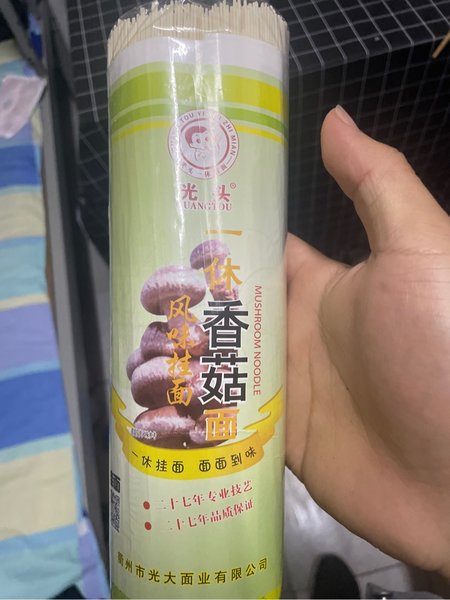 光头®
GUANGTOU
一休
香菇面
MUSHROOM NOODLE
风味挂面
一休挂面 面面到味
二十七年专业技艺
二十七年品质保证
衢州市光大面业有限公司